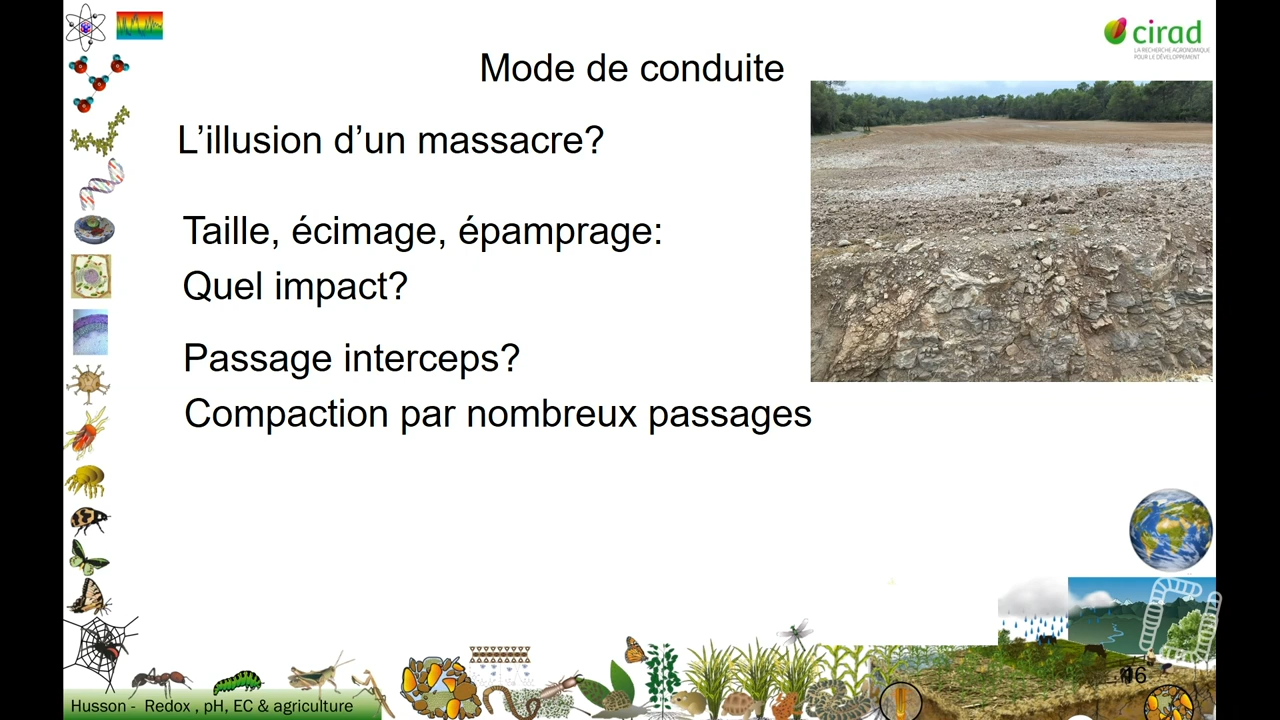 cirad
LA RECHERCHE AGRONOMIQUE
POUR LE DÉVELOPPEMENT
Mode de conduite
L’illusion d’un massacre?
Taille, écimage, épamprage:
Quel impact?
Passage interceps?
Compaction par nombreux passages
Husson - Redox , pH, EC & agriculture